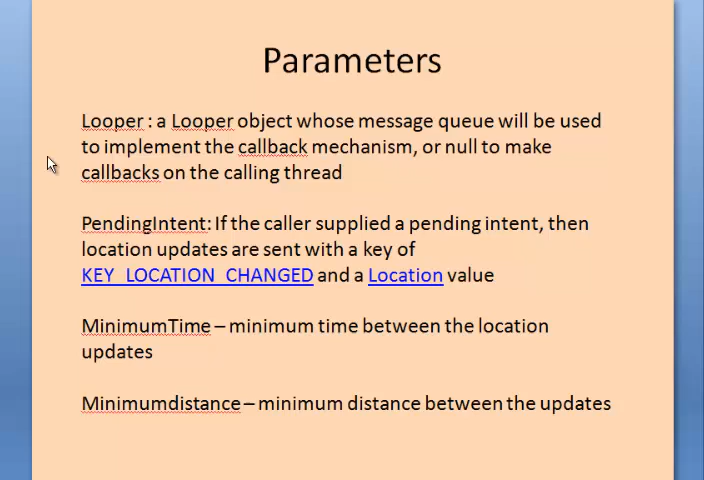 Parameters
Looper : a Looper object whose message queue will be used
to implement the callback mechanism, or null to make
callbacks on the calling thread
PendingIntent: If the caller supplied a pending intent, then
location updates are sent with a key of
KEY_LOCATION_CHANGED and a Location value
MinimumTime – minimum time between the location
updates
Minimumdistance – minimum distance between the updates